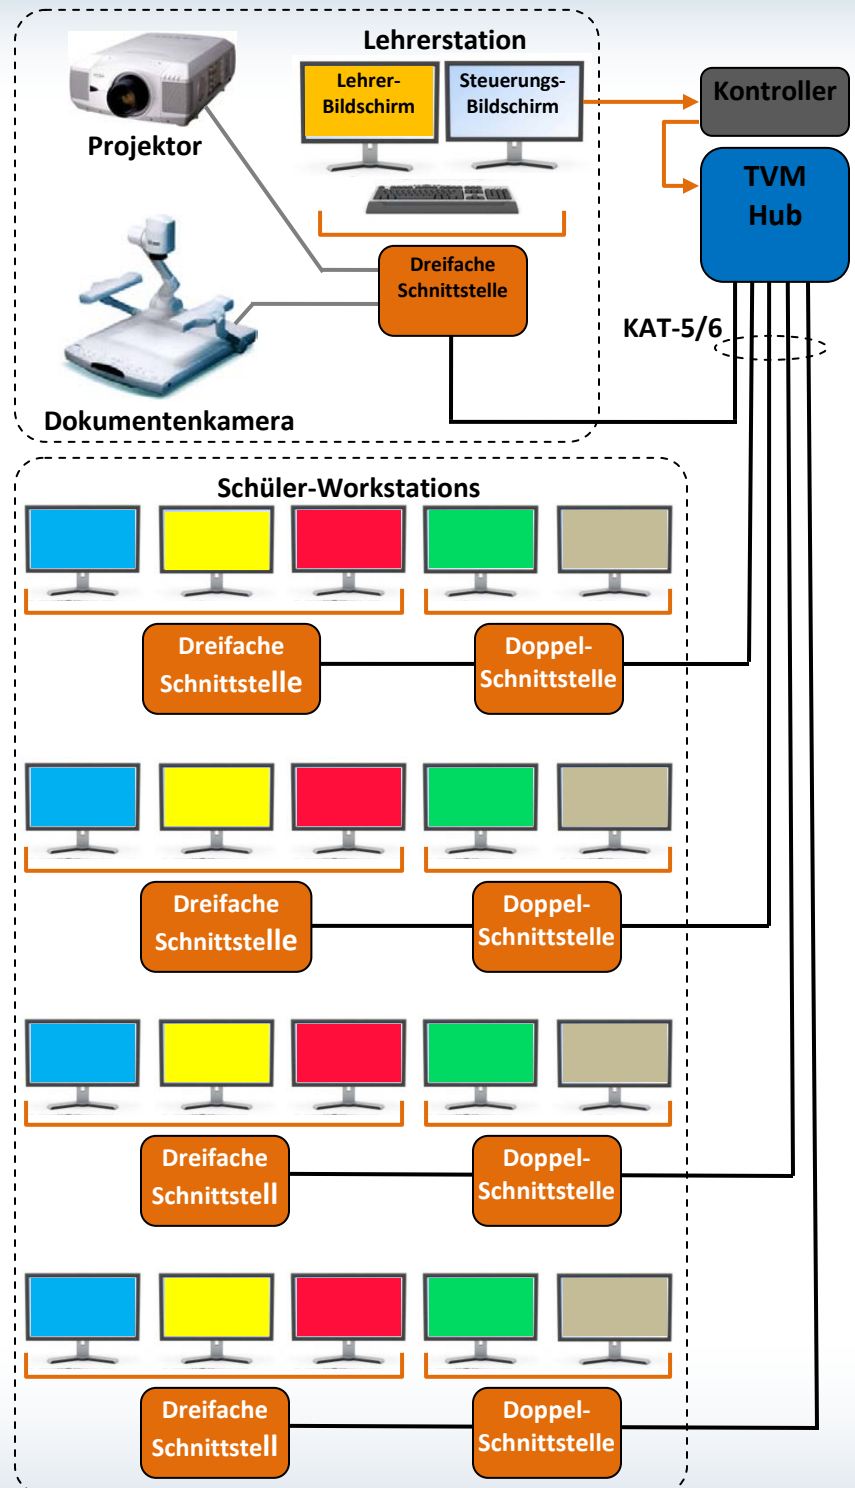 Lehrerstation
Lehrer-
Bildschirm
Steuerungs-
Bildschirm
Kontroller
Projektor
TVM
Hub
Dreifache
Schnittstelle
KAT-5/6
Dokumentenkamera
Schüler-Workstations
Dreifache
Schnittstelle
Doppel-
Schnittstelle
Dreifache
Schnittstelle
Doppel-
Schnittstelle
Dreifache
Schnittstell
Doppel-
Schnittstelle
Dreifache
Schnittstell
Doppel-
Schnittstelle